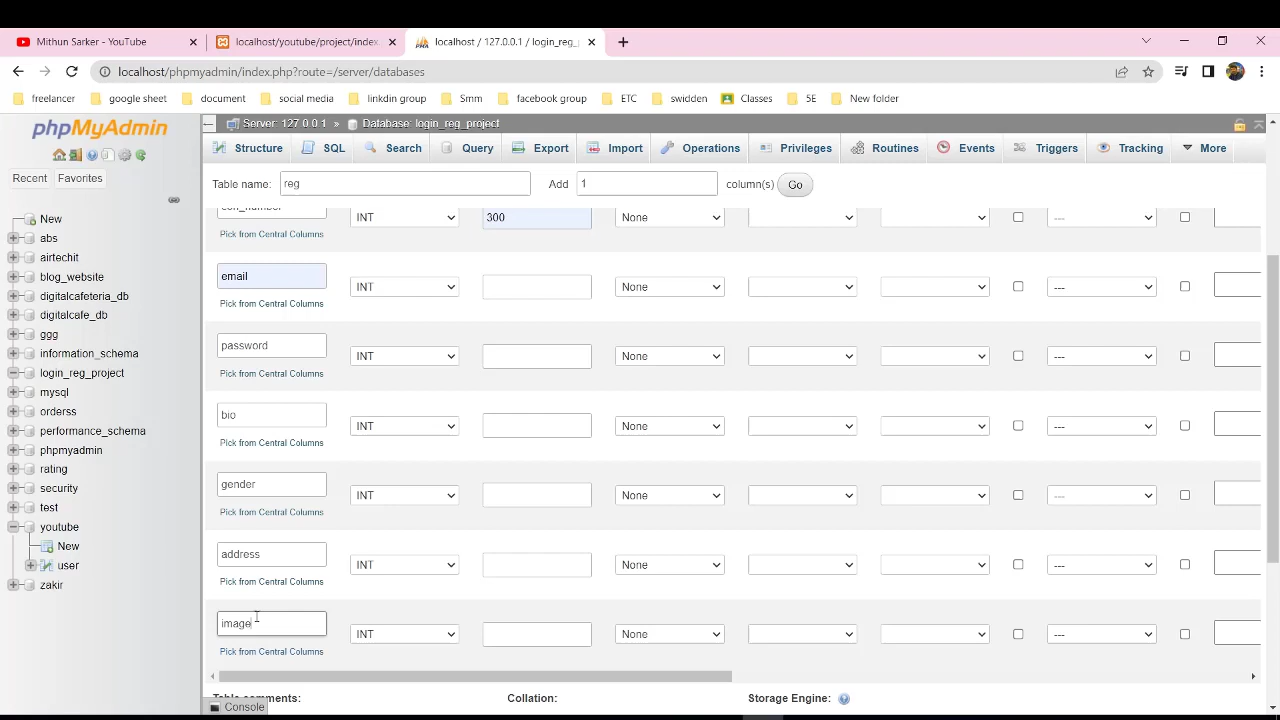 Mithun Sarker - YouTube
localhost/youtube/project/index
localhost / 127.0.0.1 / login_reg_
localhost/phpmyadmin/index.php?route=/server/databases
freelancer google sheet document social media linkdin group Smm facebook group ETC swidden Classes 5E New folder
phpMyAdmin
Server: 127.0.0.1 » Database: login_reg_project
Structure SQL Search Query Export Import Operations Privileges Routines Events Triggers Tracking More
Recent Favorites
Table name: reg Add 1 column(s) Go
New
abs
airtechit
blog_website
digitalcafeteria_db
digitalcafe_db
ggg
information_schema
login_reg_project
mysql
orderss
performance_schema
phpmyadmin
rating
security
test
youtube
New
user
zakir
INT 300 None ---
Pick from Central Columns
email INT None ---
Pick from Central Columns
password INT None ---
Pick from Central Columns
bio INT None ---
Pick from Central Columns
gender INT None ---
Pick from Central Columns
address INT None ---
Pick from Central Columns
image INT None ---
Pick from Central Columns
comments: Collation: Storage Engine:
Console